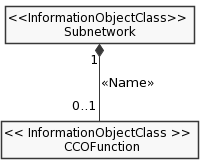 <<InformationObjectClass>>
Subnetwork
1
«Name»
0..1
<< InformationObjectClass >>
CCOFunction